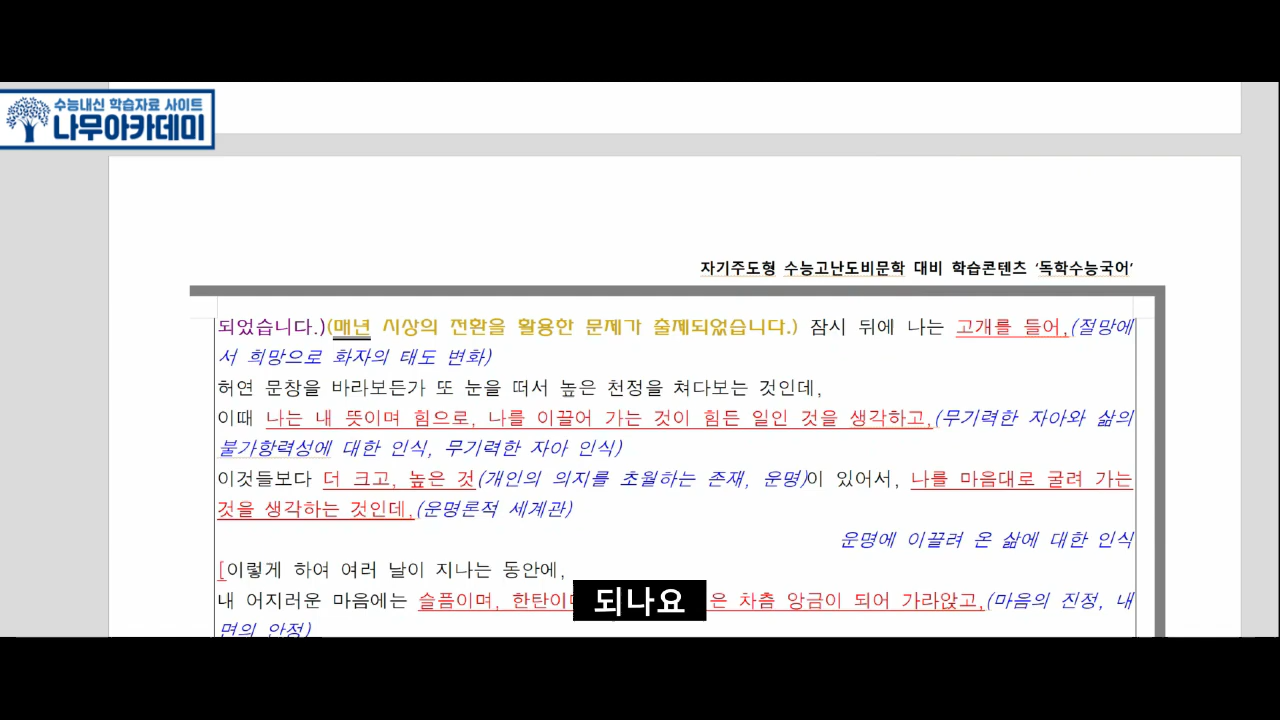 수능내신 학습자료 사이트
나무아카데미
자기주도형 수능고난도비문학 대비 학습콘텐츠 '독학수능국어'
되었습니다.)(매년 시상의 전환을 활용한 문제가 출제되었습니다.) 잠시 뒤에 나는 고개를 들어,(절망에
서 희망으로 화자의 태도 변화)
허연 문창을 바라보든가 또 눈을 떠서 높은 천정을 쳐다보는 것인데,
이때 나는 내 뜻이며 힘으로, 나를 이끌어 가는 것이 힘든 일인 것을 생각하고,(무기력한 자아와 삶의
불가항력성에 대한 인식, 무기력한 자아 인식)
이것들보다 더 크고, 높은 것(개인의 의지를 초월하는 존재, 운명)이 있어서, 나를 마음대로 굴려 가는
것을 생각하는 것인데,(운명론적 세계관)
운명에 이끌려 온 삶에 대한 인식
[이렇게 하여 여러 날이 지나는 동안에,
내 어지러운 마음에는 슬픔이며, 한탄이 은 차츰 앙금이 되어 가라앉고,(마음의 진정, 내
되나요
면의 안정)